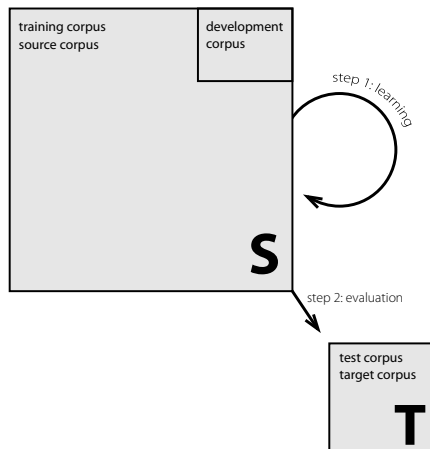 training corpus
source corpus
development
corpus
step 1: learning
S
step 2: evaluation
test corpus
target corpus
T